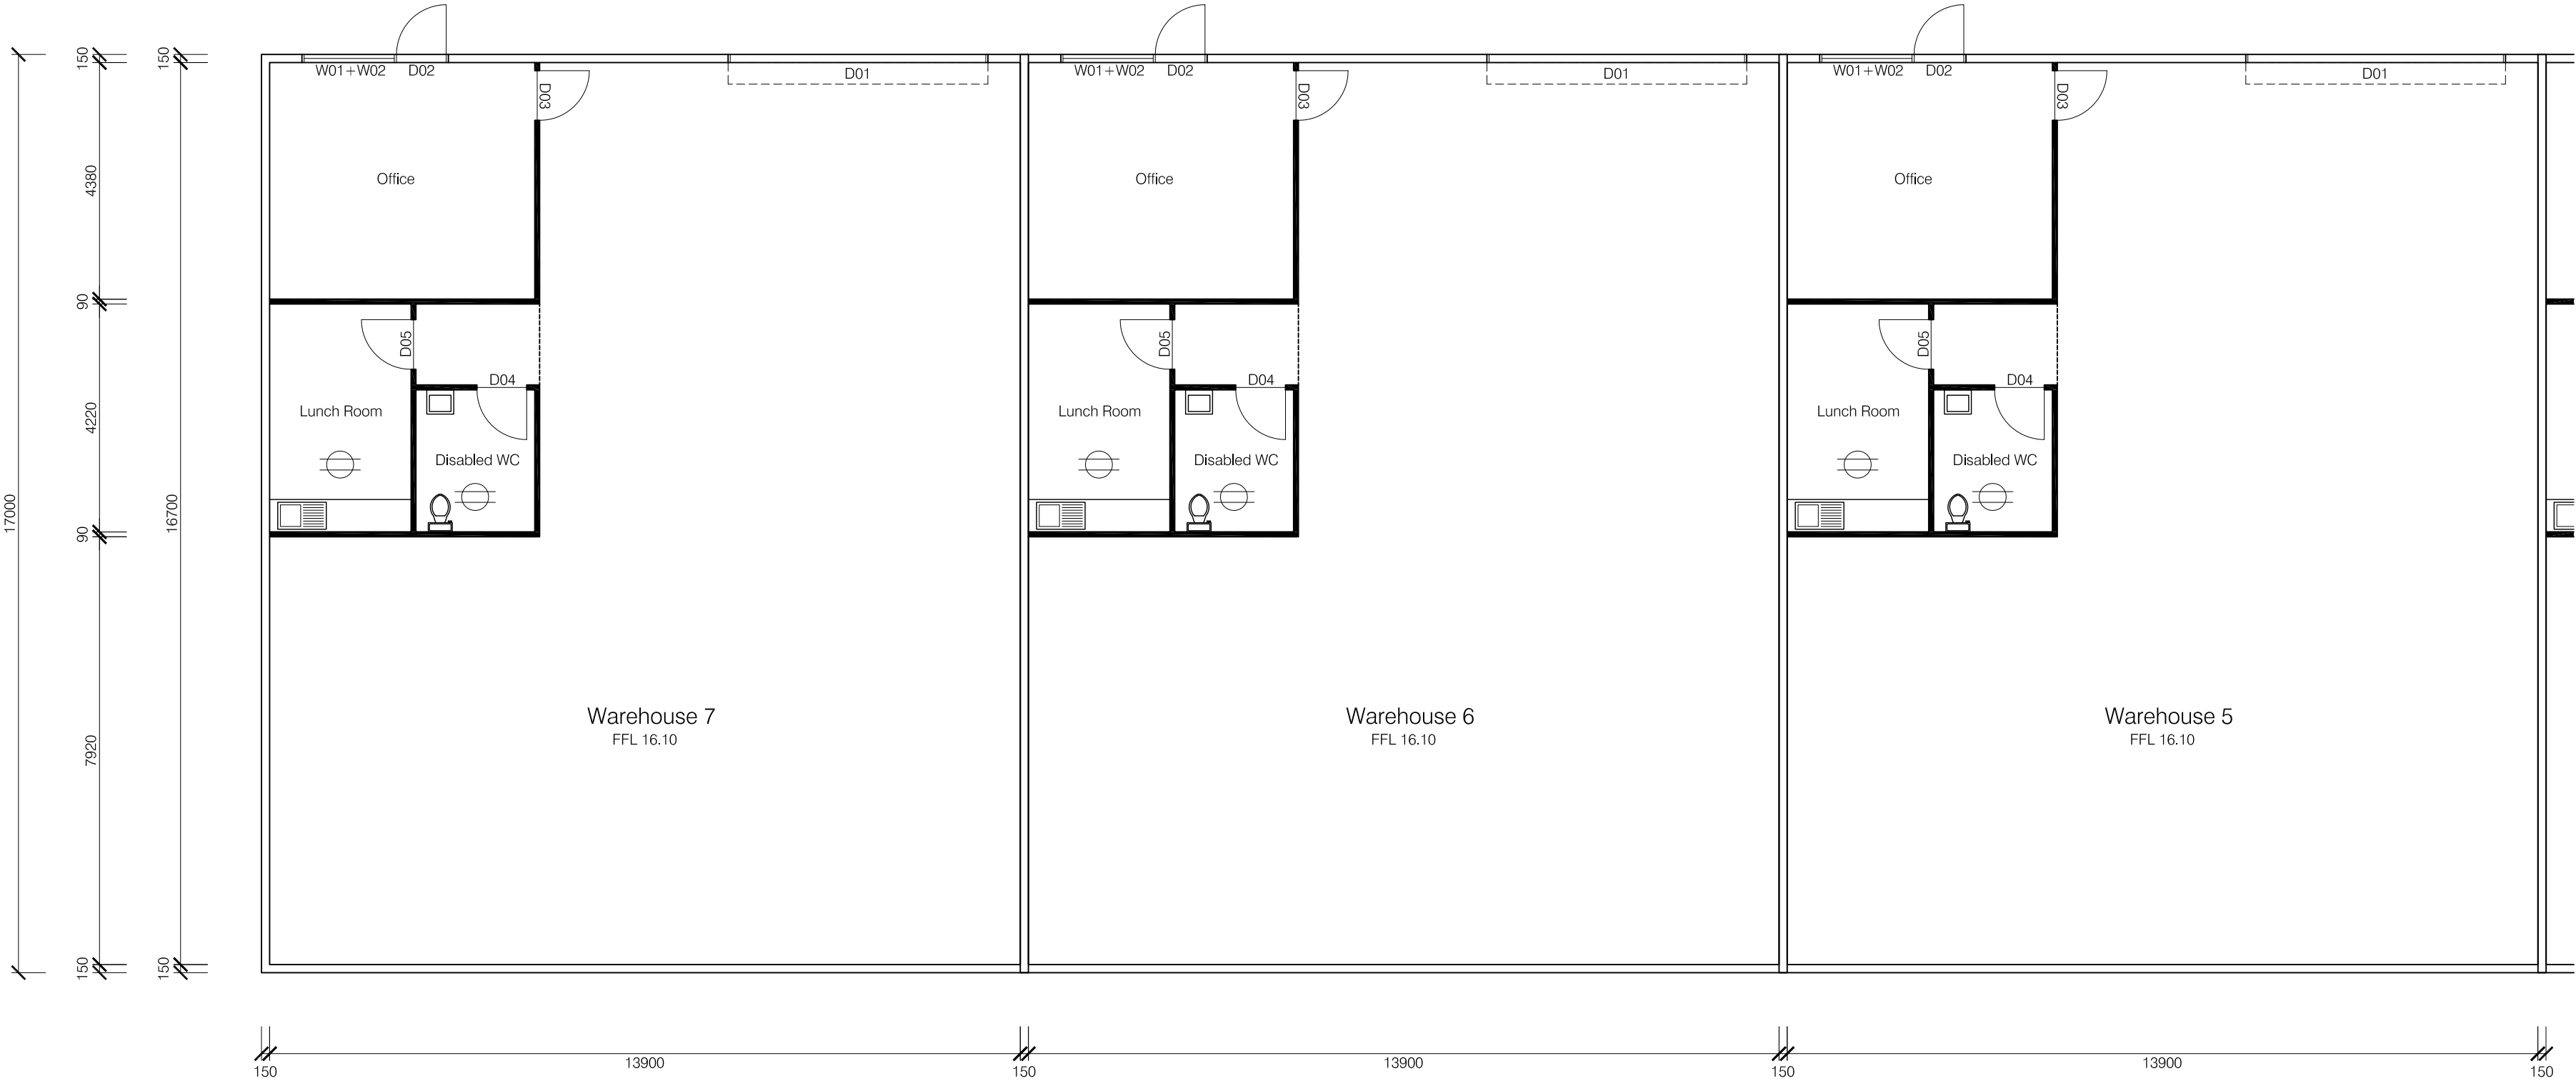 150
150
W01+W02
D02
D01
W01+W02
D02
D01
W01+W02
D02
D01
D03
D03
D03
4380
Office
Office
Office
90
D05
D05
D05
D04
D04
D04
4220
Lunch Room
Lunch Room
Lunch Room
Disabled WC
Disabled WC
Disabled WC
17000
16700
90
7920
Warehouse 7
FFL 16.10
Warehouse 6
FFL 16.10
Warehouse 5
FFL 16.10
150
150
13900
13900
13900
150
150
150
150